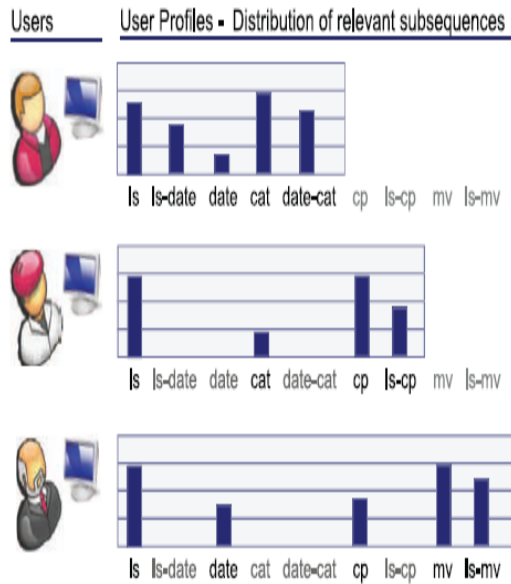 Users User Profiles - Distribution of relevant subsequences
ls ls-date date cat date-cat cp ls-cp mv ls-mv
ls ls-date date cat date-cat cp ls-cp mv ls-mv
ls ls-date date cat date-cat cp ls-cp mv ls-mv